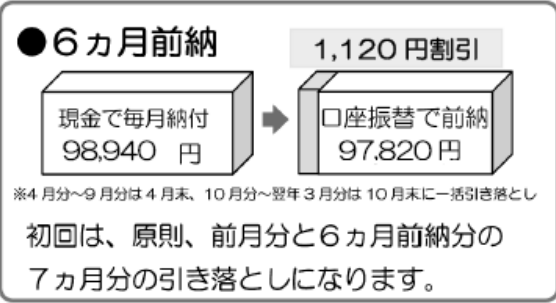 ●6ヵ月前納
1,120円割引
現金で毎月納付
98,940 円
口座振替で前納
97,820円
※4月分~9月分は4月末、10月分~翌年3月分は10月末に一括引き落とし
初回は、原則、前月分と6ヵ月前納分の
7ヵ月分の引き落としになります。